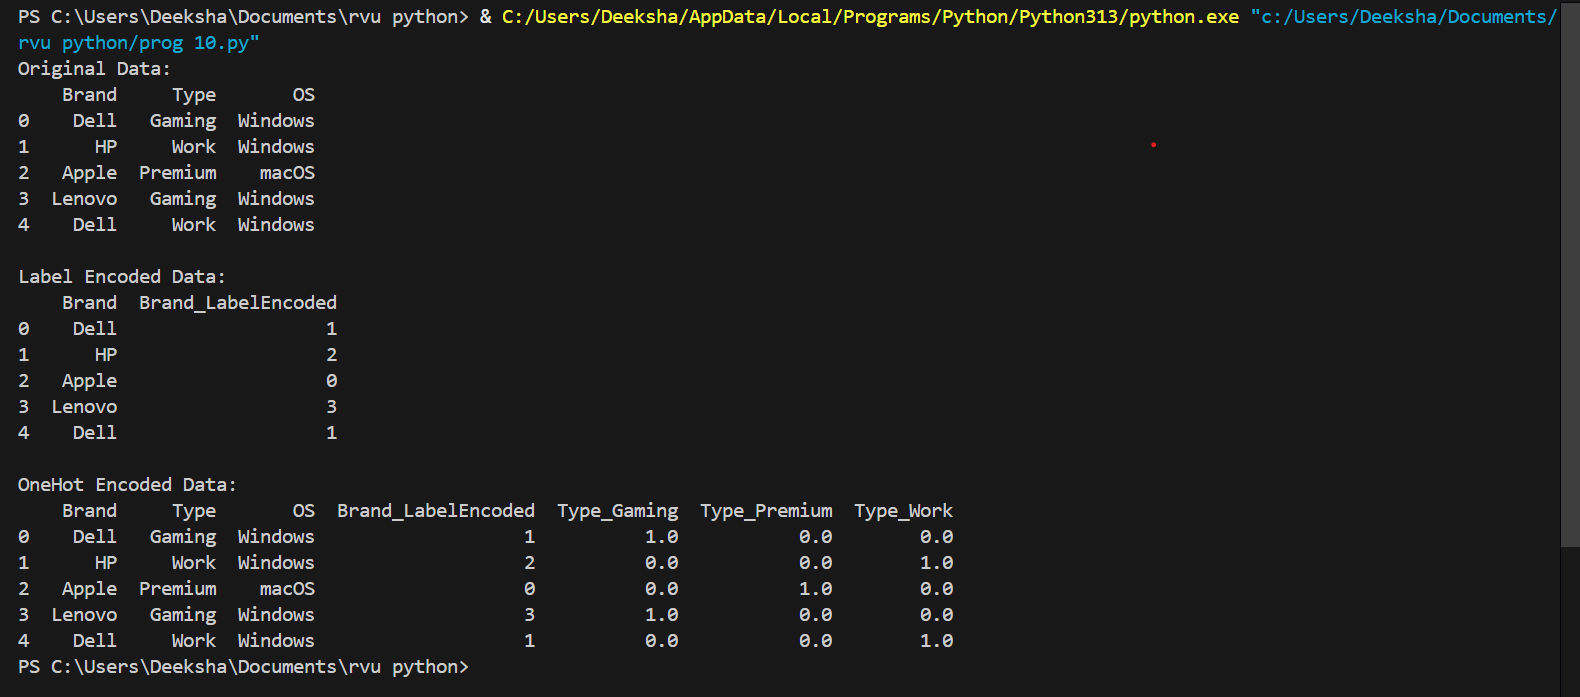 PS C:\Users\Deeksha\Documents\rvu python> & C:/Users/Deeksha/AppData/Local/Programs/Python/Python313/python.exe "c:/Users/Deeksha/Documents/
rvu python/prog 10.py"
Original Data:
    Brand     Type       OS
0    Dell   Gaming  Windows
1      HP     Work  Windows
2   Apple  Premium    macOS
3  Lenovo   Gaming  Windows
4    Dell     Work  Windows

Label Encoded Data:
    Brand  Brand_LabelEncoded
0    Dell                   1
1      HP                   2
2   Apple                   0
3  Lenovo                   3
4    Dell                   1

OneHot Encoded Data:
    Brand     Type       OS  Brand_LabelEncoded  Type_Gaming  Type_Premium  Type_Work
0    Dell   Gaming  Windows                   1          1.0           0.0        0.0
1      HP     Work  Windows                   2          0.0           0.0        1.0
2   Apple  Premium    macOS                   0          0.0           1.0        0.0
3  Lenovo   Gaming  Windows                   3          1.0           0.0        0.0
4    Dell     Work  Windows                   1          0.0           0.0        1.0
PS C:\Users\Deeksha\Documents\rvu python>